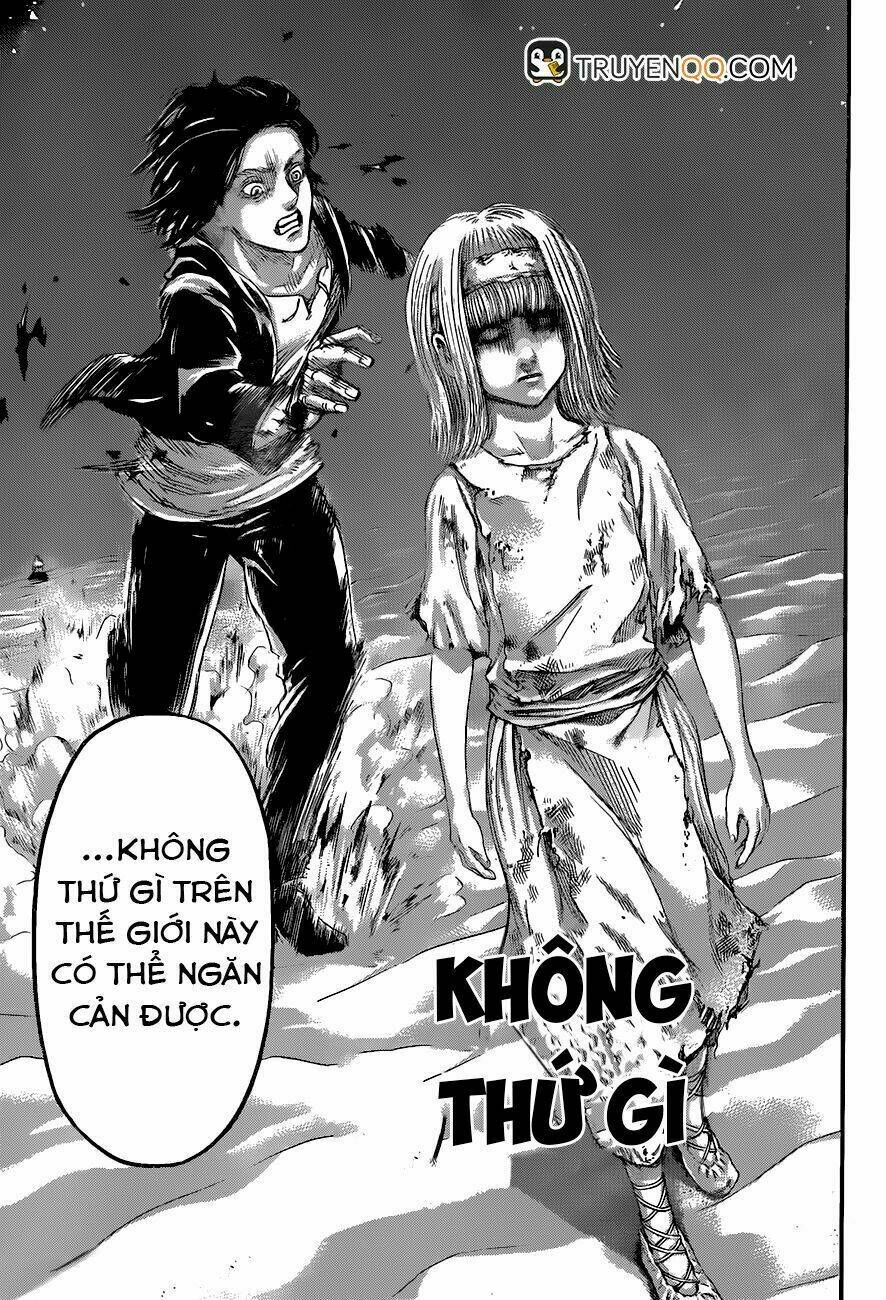 TRUYENQQ.COM
...KHÔNG
THỨ GÌ TRÊN
THẾ GIỚI NÀY
CÓ THỂ NGĂN
CẢN ĐƯỢC.
KHÔNG
THỨ GÌ